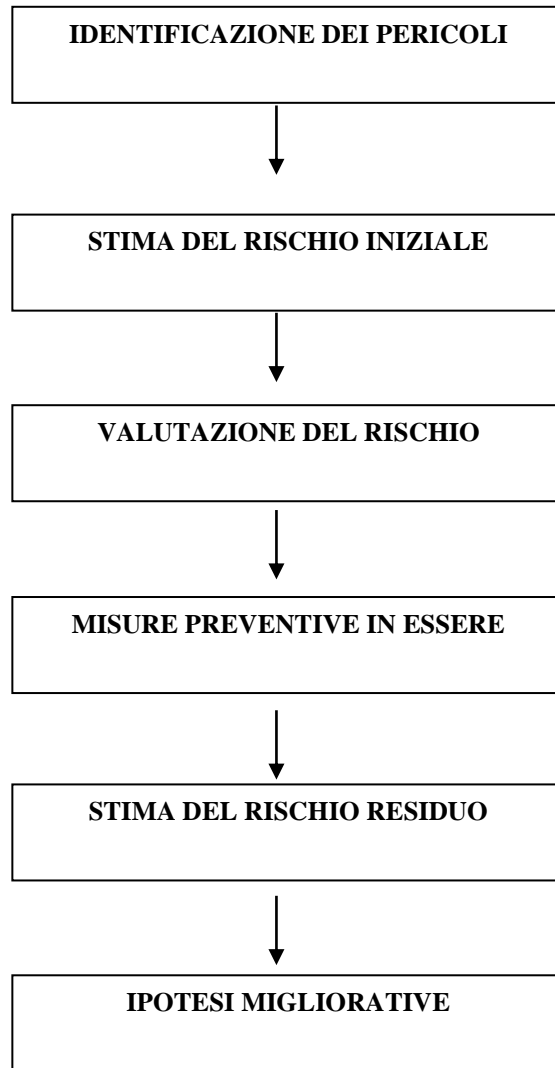 IDENTIFICAZIONE DEI PERICOLI
STIMA DEL RISCHIO INIZIALE
VALUTAZIONE DEL RISCHIO
MISURE PREVENTIVE IN ESSERE
STIMA DEL RISCHIO RESIDUO
IPOTESI MIGLIORATIVE